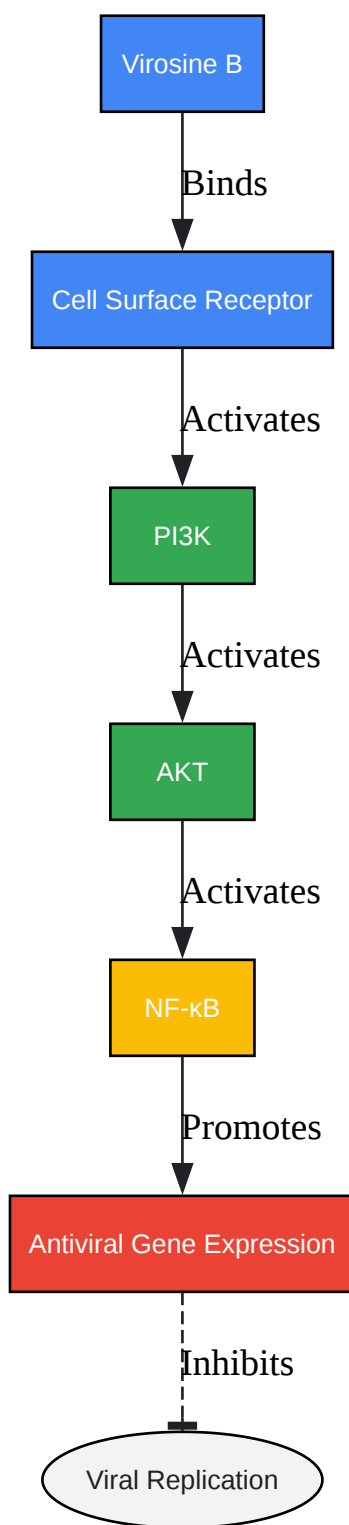 Virosine B
Binds
Cell Surface Receptor
Activates
PI3K
Activates
AKT
Activates
NF-κB
Promotes
Antiviral Gene Expression
Inhibits
Viral Replication